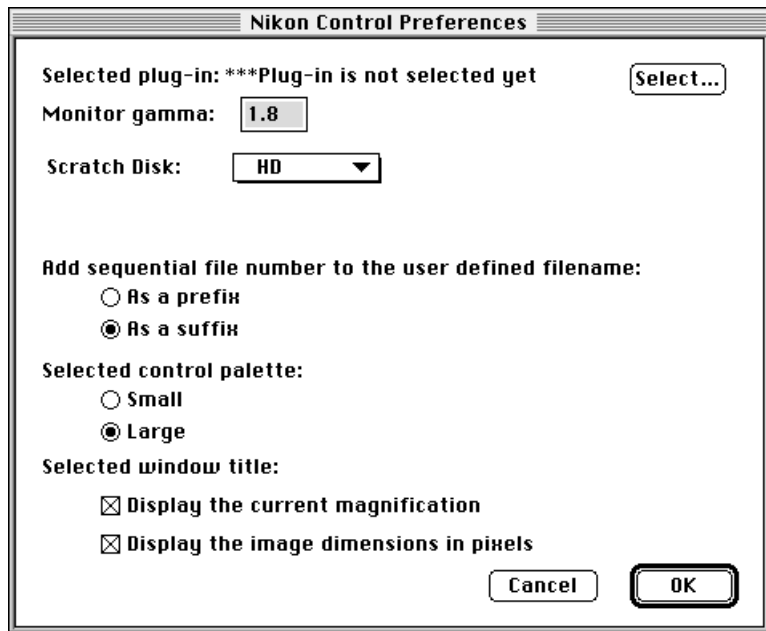 Nikon Control Preferences
Selected plug-in: ***Plug-in is not selected yet
Select...
Monitor gamma: 1.8
Scratch Disk: HD
Add sequential file number to the user defined filename:
As a prefix
As a suffix
Selected control palette:
Small
Large
Selected window title:
Display the current magnification
Display the image dimensions in pixels
Cancel
OK